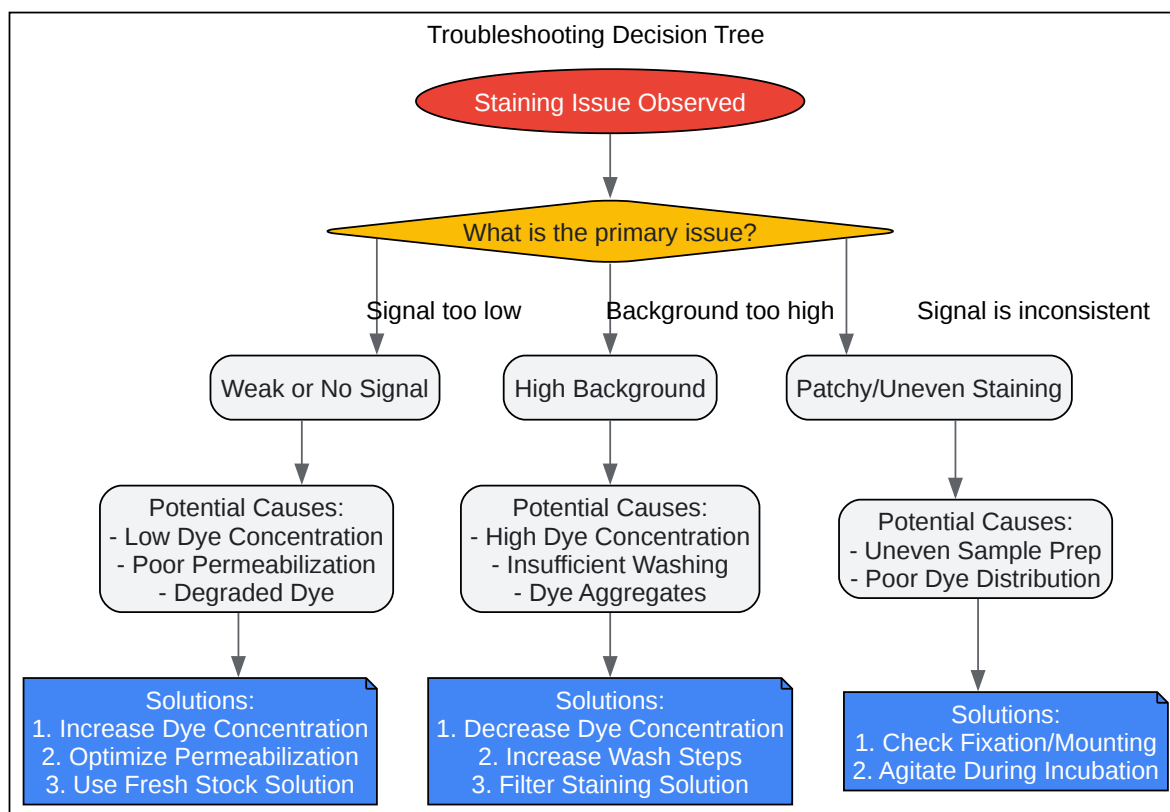 Troubleshooting Decision Tree
Staining Issue Observed
What is the primary issue?
Signal too low
Background too high
Signal is inconsistent
Weak or No Signal
High Background
Patchy/Uneven Staining
Potential Causes:
- Low Dye Concentration
- Poor Permeabilization
- Degraded Dye
Potential Causes:
- High Dye Concentration
- Insufficient Washing
- Dye Aggregates
Potential Causes:
- Uneven Sample Prep
- Poor Dye Distribution
Solutions:
1. Increase Dye Concentration
2. Optimize Permeabilization
3. Use Fresh Stock Solution
Solutions:
1. Decrease Dye Concentration
2. Increase Wash Steps
3. Filter Staining Solution
Solutions:
1. Check Fixation/Mounting
2. Agitate During Incubation